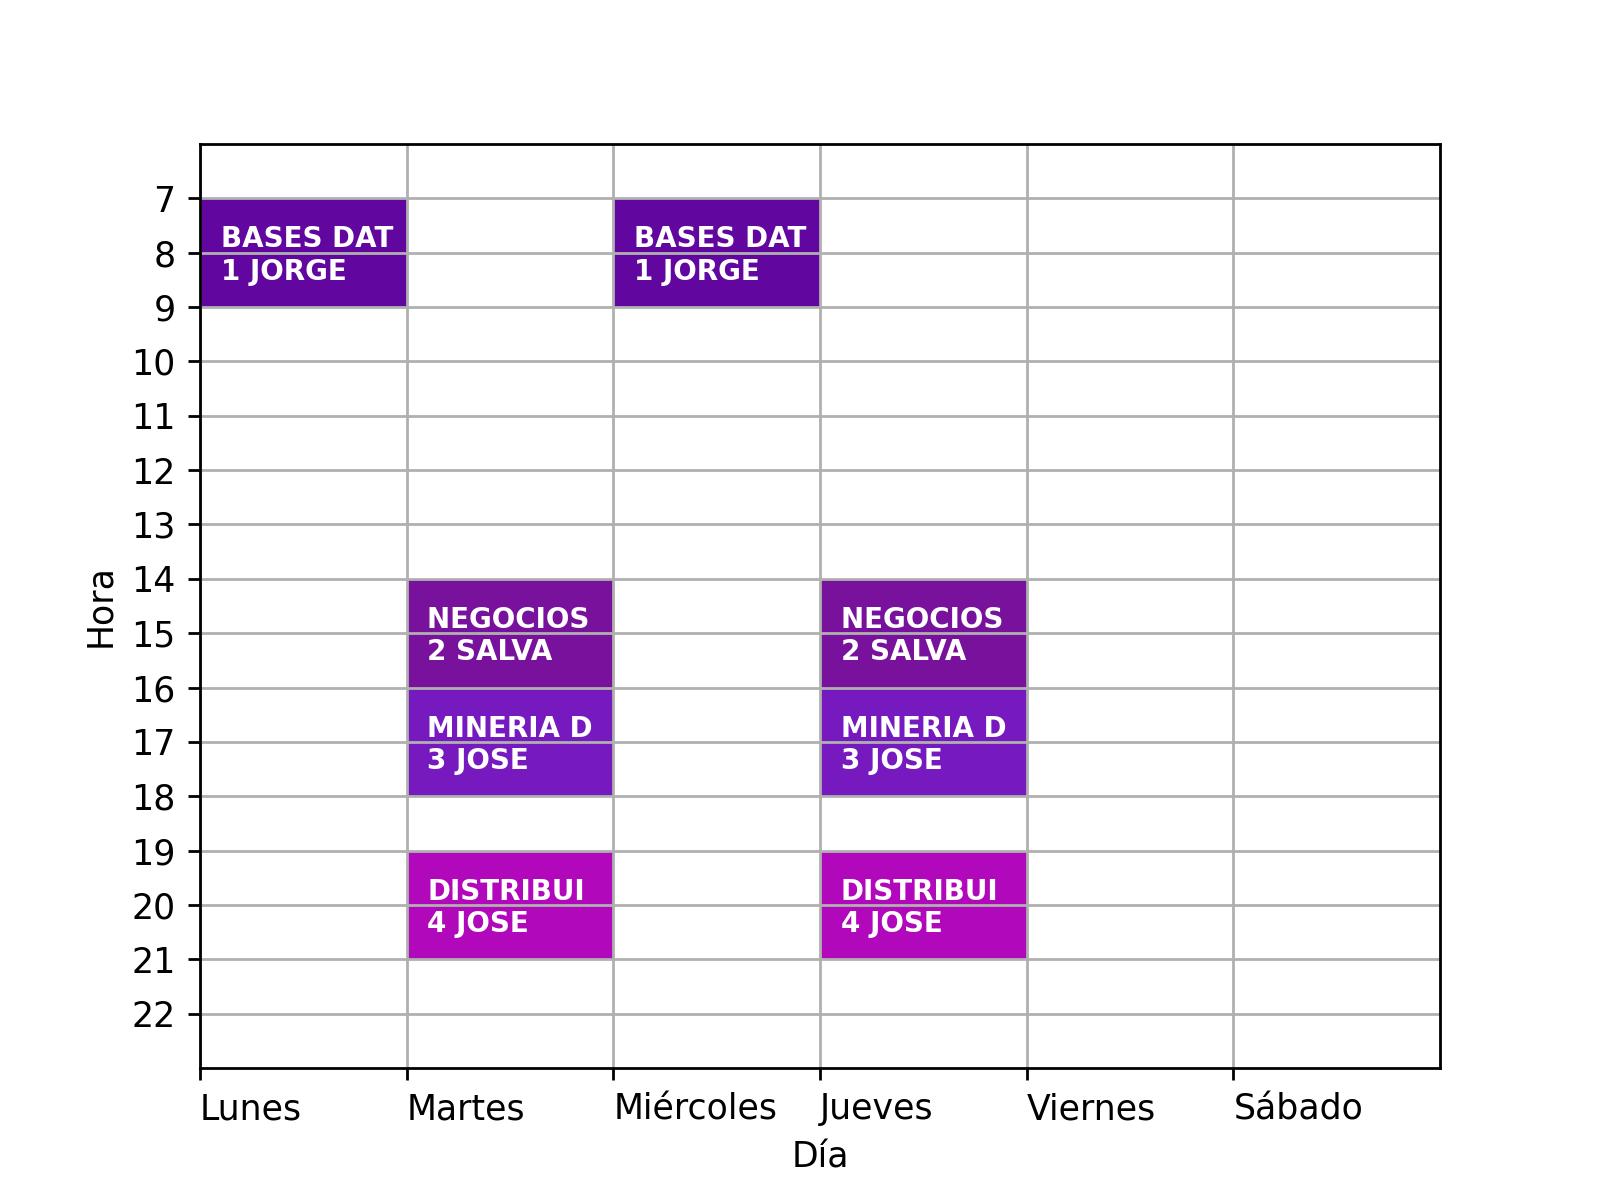 7
8
9
10
11
12
13
14
15
16
17
18
19
20
21
22
Hora
BASES DAT
1 JORGE
BASES DAT
1 JORGE
NEGOCIOS
2 SALVA
NEGOCIOS
2 SALVA
MINERIA D
3 JOSE
MINERIA D
3 JOSE
DISTRIBUI
4 JOSE
DISTRIBUI
4 JOSE
Lunes
Martes
Miércoles
Jueves
Viernes
Sábado
Día